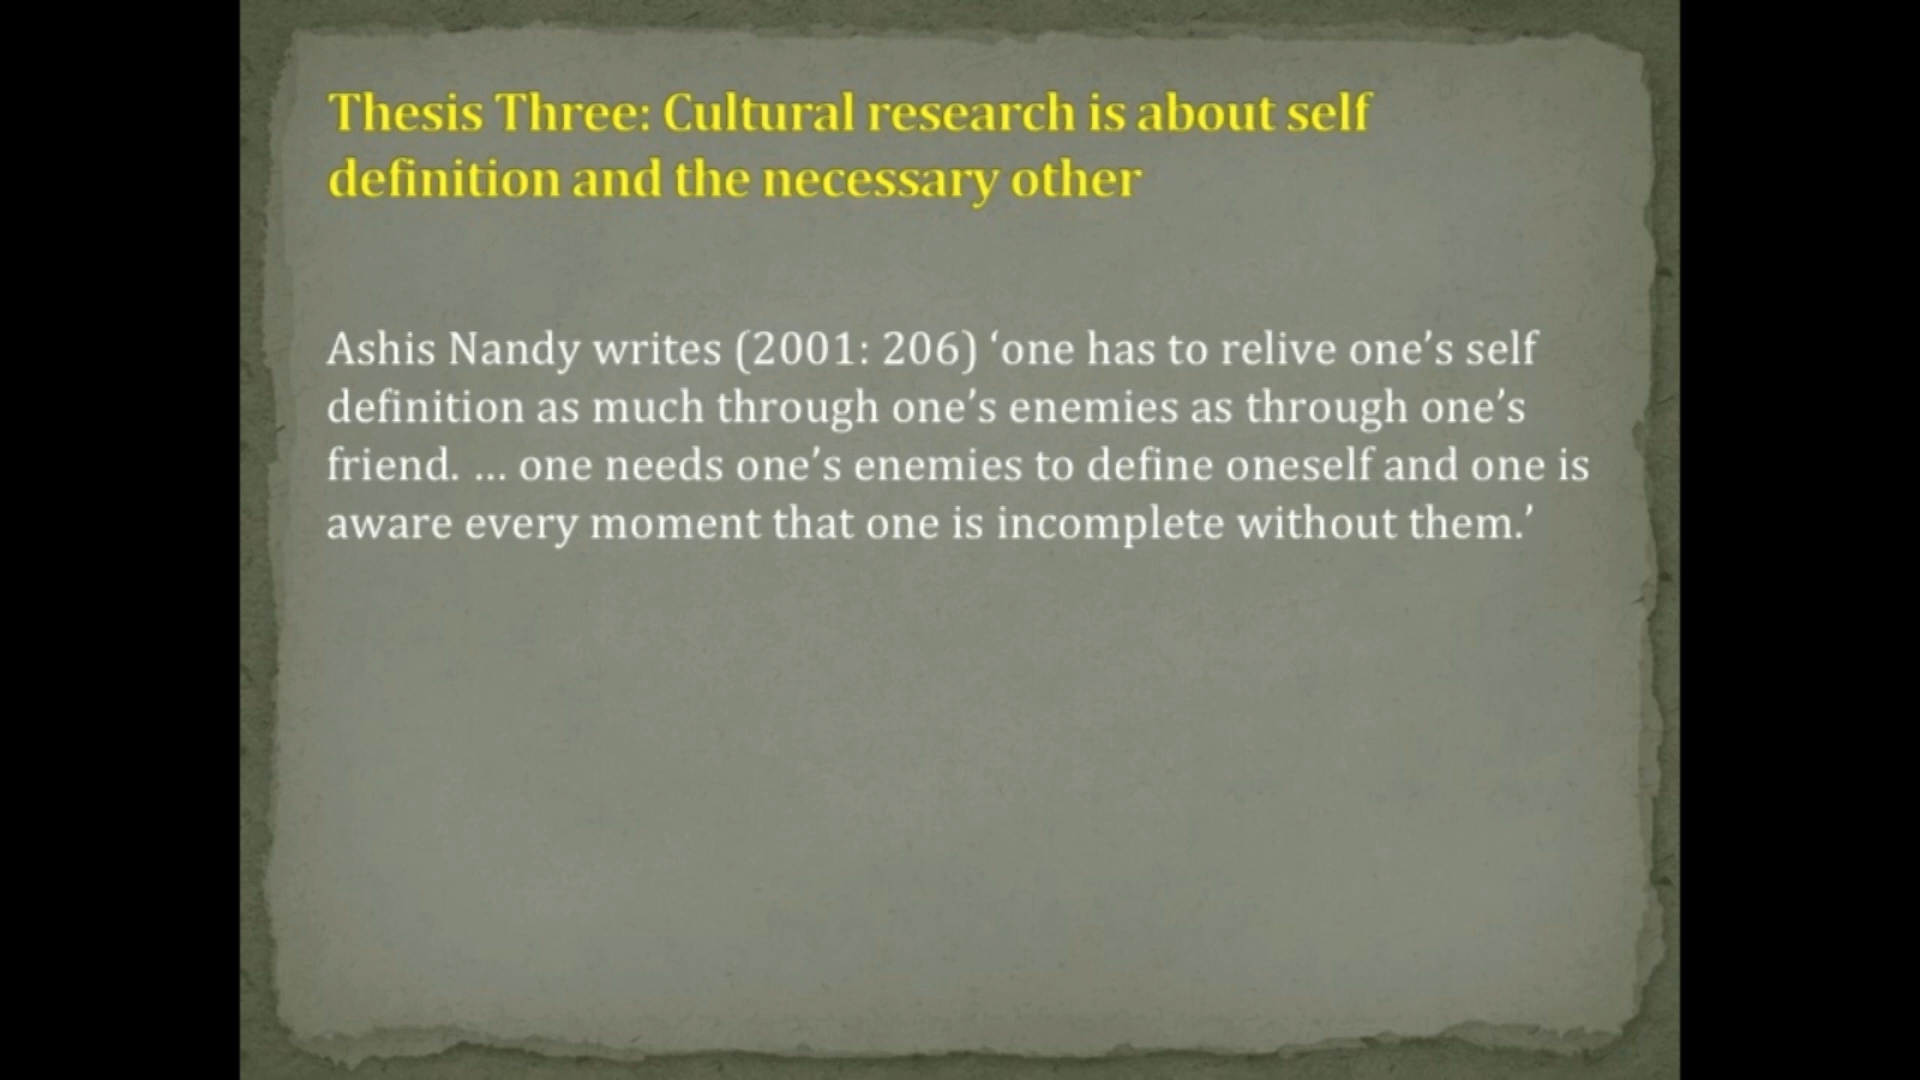 Thesis Three: Cultural research is about self
definition and the necessary other
Ashis Nandy writes (2001: 206) ‘one has to relive one’s self
definition as much through one’s enemies as through one’s
friend. ... one needs one’s enemies to define oneself and one is
aware every moment that one is incomplete without them.’